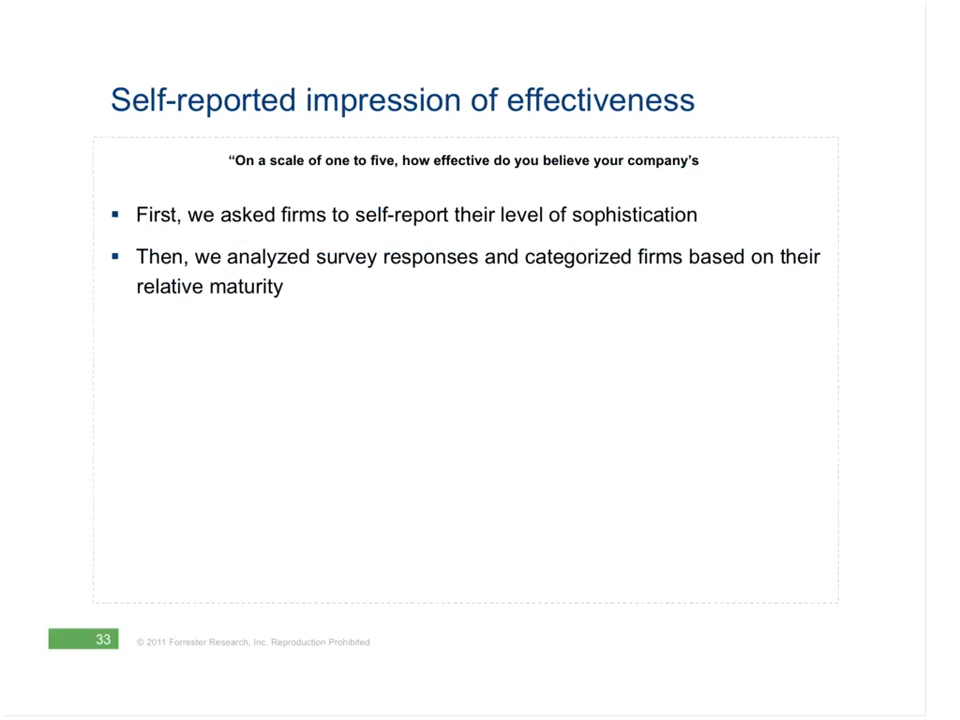 Self-reported impression of effectiveness
“On a scale of one to five, how effective do you believe your company’s
▪ First, we asked firms to self-report their level of sophistication
▪ Then, we analyzed survey responses and categorized firms based on their
relative maturity
33
© 2011 Forrester Research, Inc. Reproduction Prohibited